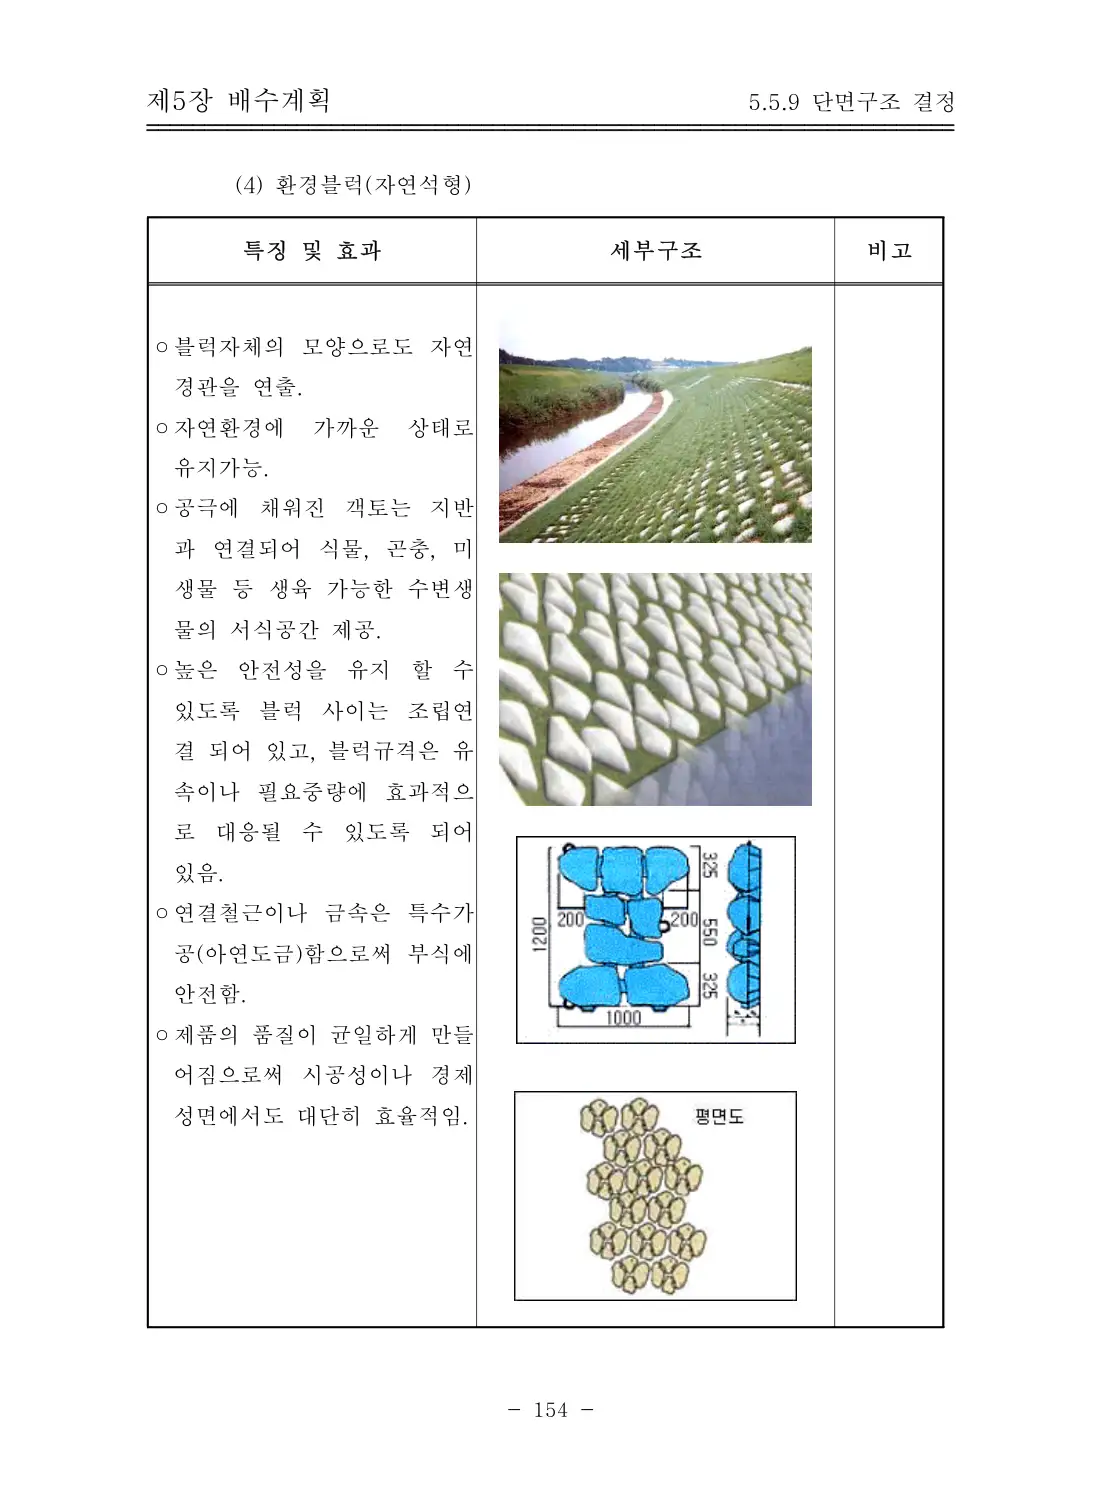 제5장 배수계획
5.5.9 단면구조 결정
(4) 환경블럭(자연석형)
특징 및 효과
세부구조
비고
○ 블럭자체의 모양으로도 자연
경관을 연출.
○ 자연환경에 가까운 상태로
유지가능.
○ 공극에 채워진 객토는 지반
과 연결되어 식물, 곤충, 미
생물 등 생육 가능한 수변생
물의 서식공간 제공.
○ 높은 안전성을 유지 할 수
있도록 블럭 사이는 조립연
결 되어 있고, 블럭규격은 유
속이나 필요중량에 효과적으
로 대응될 수 있도록 되어
있음.
○ 연결철근이나 금속은 특수가
공(아연도금)함으로써 부식에
안전함.
○ 제품의 품질이 균일하게 만들
어짐으로써 시공성이나 경제
성면에서도 대단히 효율적임.
325
200
200
1200
550
325
1000
평면도
- 154 -